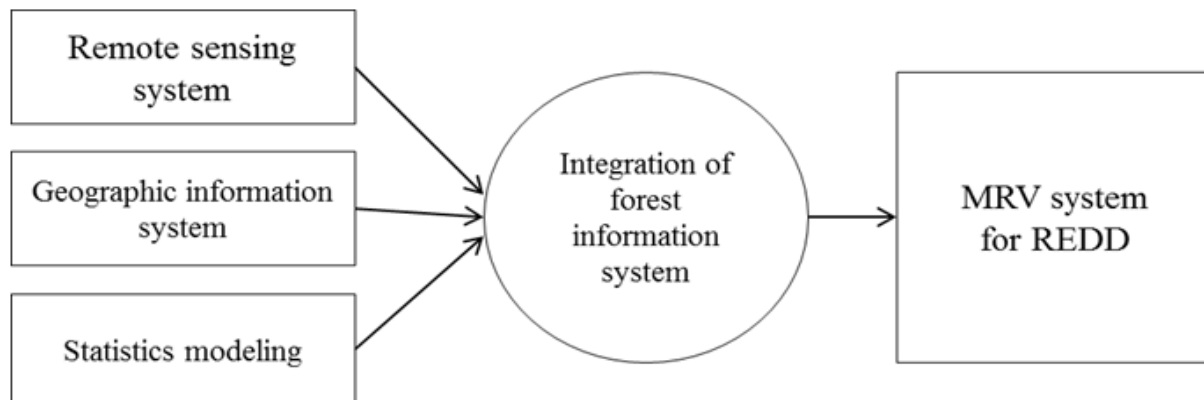 Remote sensing
system
Geographic information
system
Statistics modeling
Integration of
forest
information
system
MRV system
for REDD